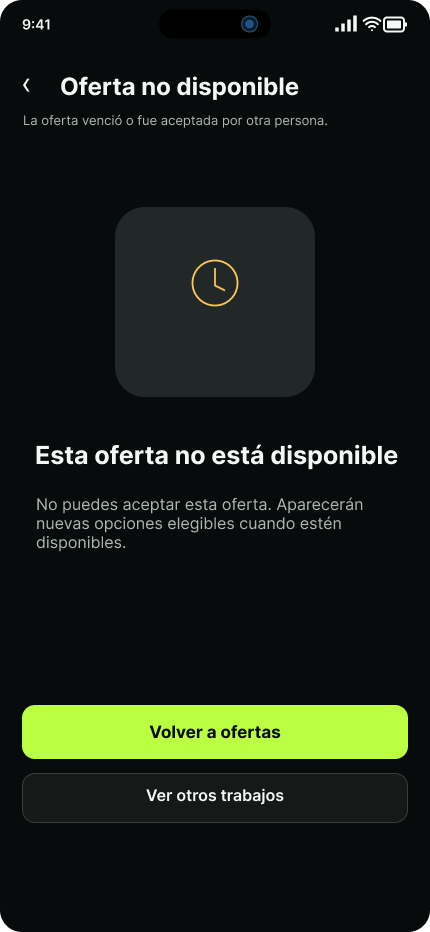 9:41
Oferta no disponible
La oferta venció o fue aceptada por otra persona.
Esta oferta no está disponible
No puedes aceptar esta oferta. Aparecerán
nuevas opciones elegibles cuando estén
disponibles.
Volver a ofertas
Ver otros trabajos